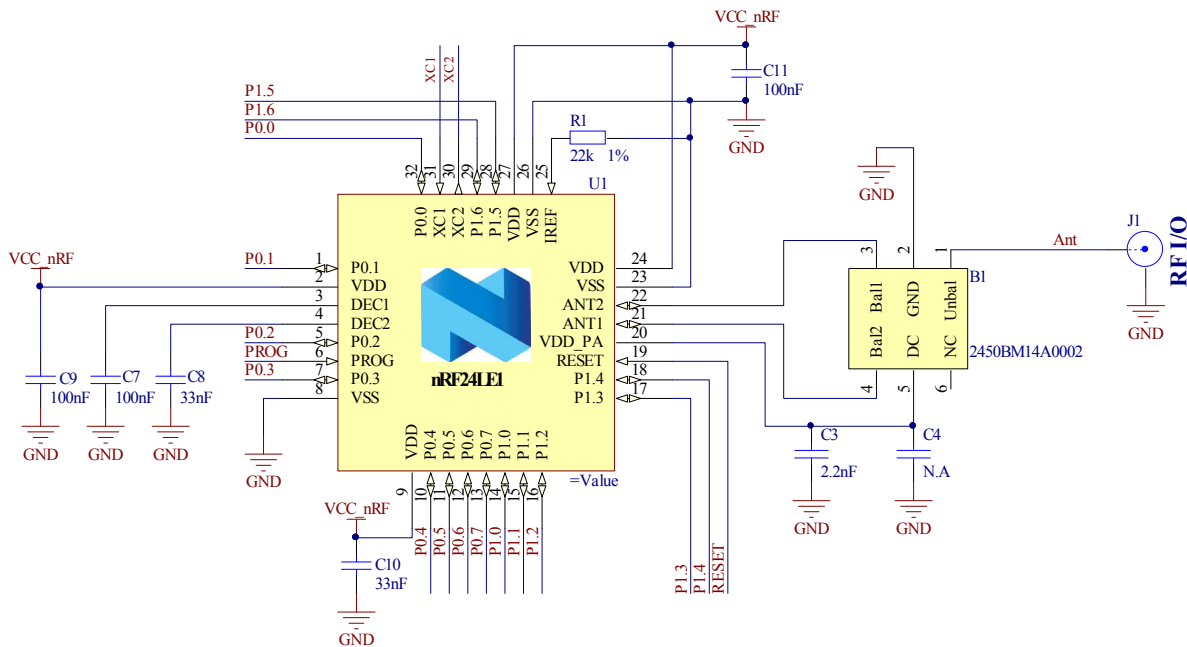 VCC_nRF
C11
100nF
GND
XC1
XC2
P1.5
P1.6
P0.0
R1
22k 1%
32
31
30
29
28
27
26
25
U1
P0.0
XC1
XC2
P1.6
P1.5
VDD
VSS
IREF
GND
J1
RF I/O
Ant
GND
3
2
1
B1
Bal1
GND
Unbal
Bal2
DC
NC
2450BM14A0002
4
5
6
VCC_nRF
C9
100nF
GND
C7
100nF
GND
C8
33nF
GND
P0.1
1
P0.1
2
VDD
3
DEC1
4
DEC2
P0.2
5
P0.2
PROG
6
PROG
P0.3
7
P0.3
8
VSS
GND
nRF24LE1
VDD
24
VSS
23
ANT2
22
ANT1
21
VDD_PA
20
RESET
19
P1.4
18
P1.3
17
C3
2.2nF
GND
C4
N.A
GND
VDD
P0.4
P0.5
P0.6
P0.7
P1.0
P1.1
P1.2
=Value
9
10
11
12
13
14
15
16
VCC_nRF
C10
33nF
GND
P0.4
P0.5
P0.6
P0.7
P1.0
P1.1
P1.2
P1.3
P1.4
RESET